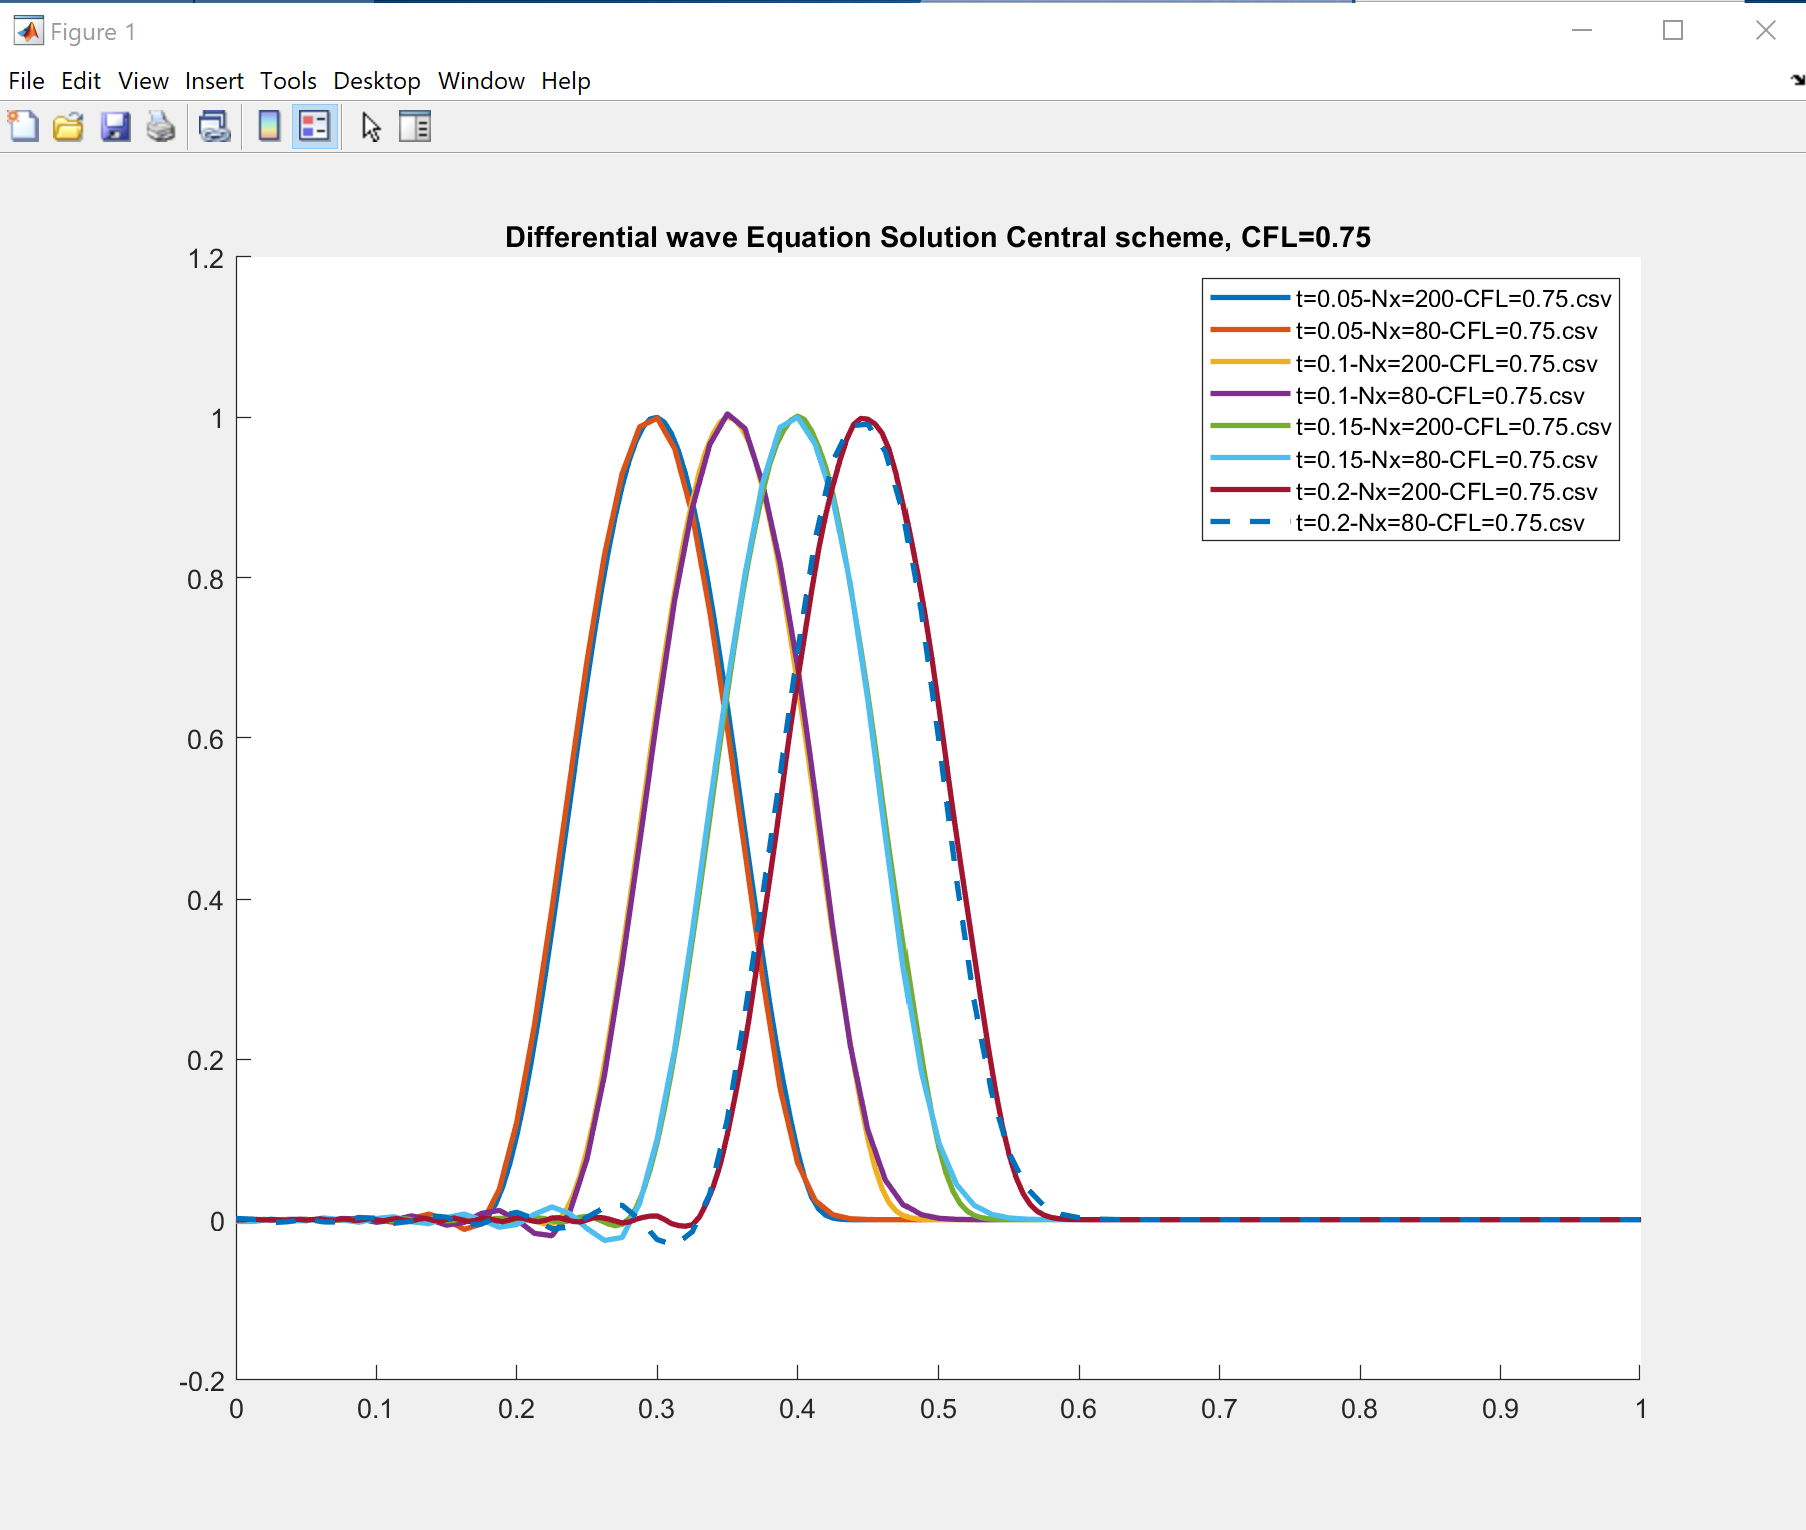 Figure 1
File Edit View Insert Tools Desktop Window Help
Differential wave Equation Solution Central scheme, CFL=0.75
1.2
1
0.8
0.6
0.4
0.2
0
-0.2
t=0.05-Nx=200-CFL=0.75.csv
t=0.05-Nx=80-CFL=0.75.csv
t=0.1-Nx=200-CFL=0.75.csv
t=0.1-Nx=80-CFL=0.75.csv
t=0.15-Nx=200-CFL=0.75.csv
t=0.15-Nx=80-CFL=0.75.csv
t=0.2-Nx=200-CFL=0.75.csv
t=0.2-Nx=80-CFL=0.75.csv
0 0.1 0.2 0.3 0.4 0.5 0.6 0.7 0.8 0.9 1